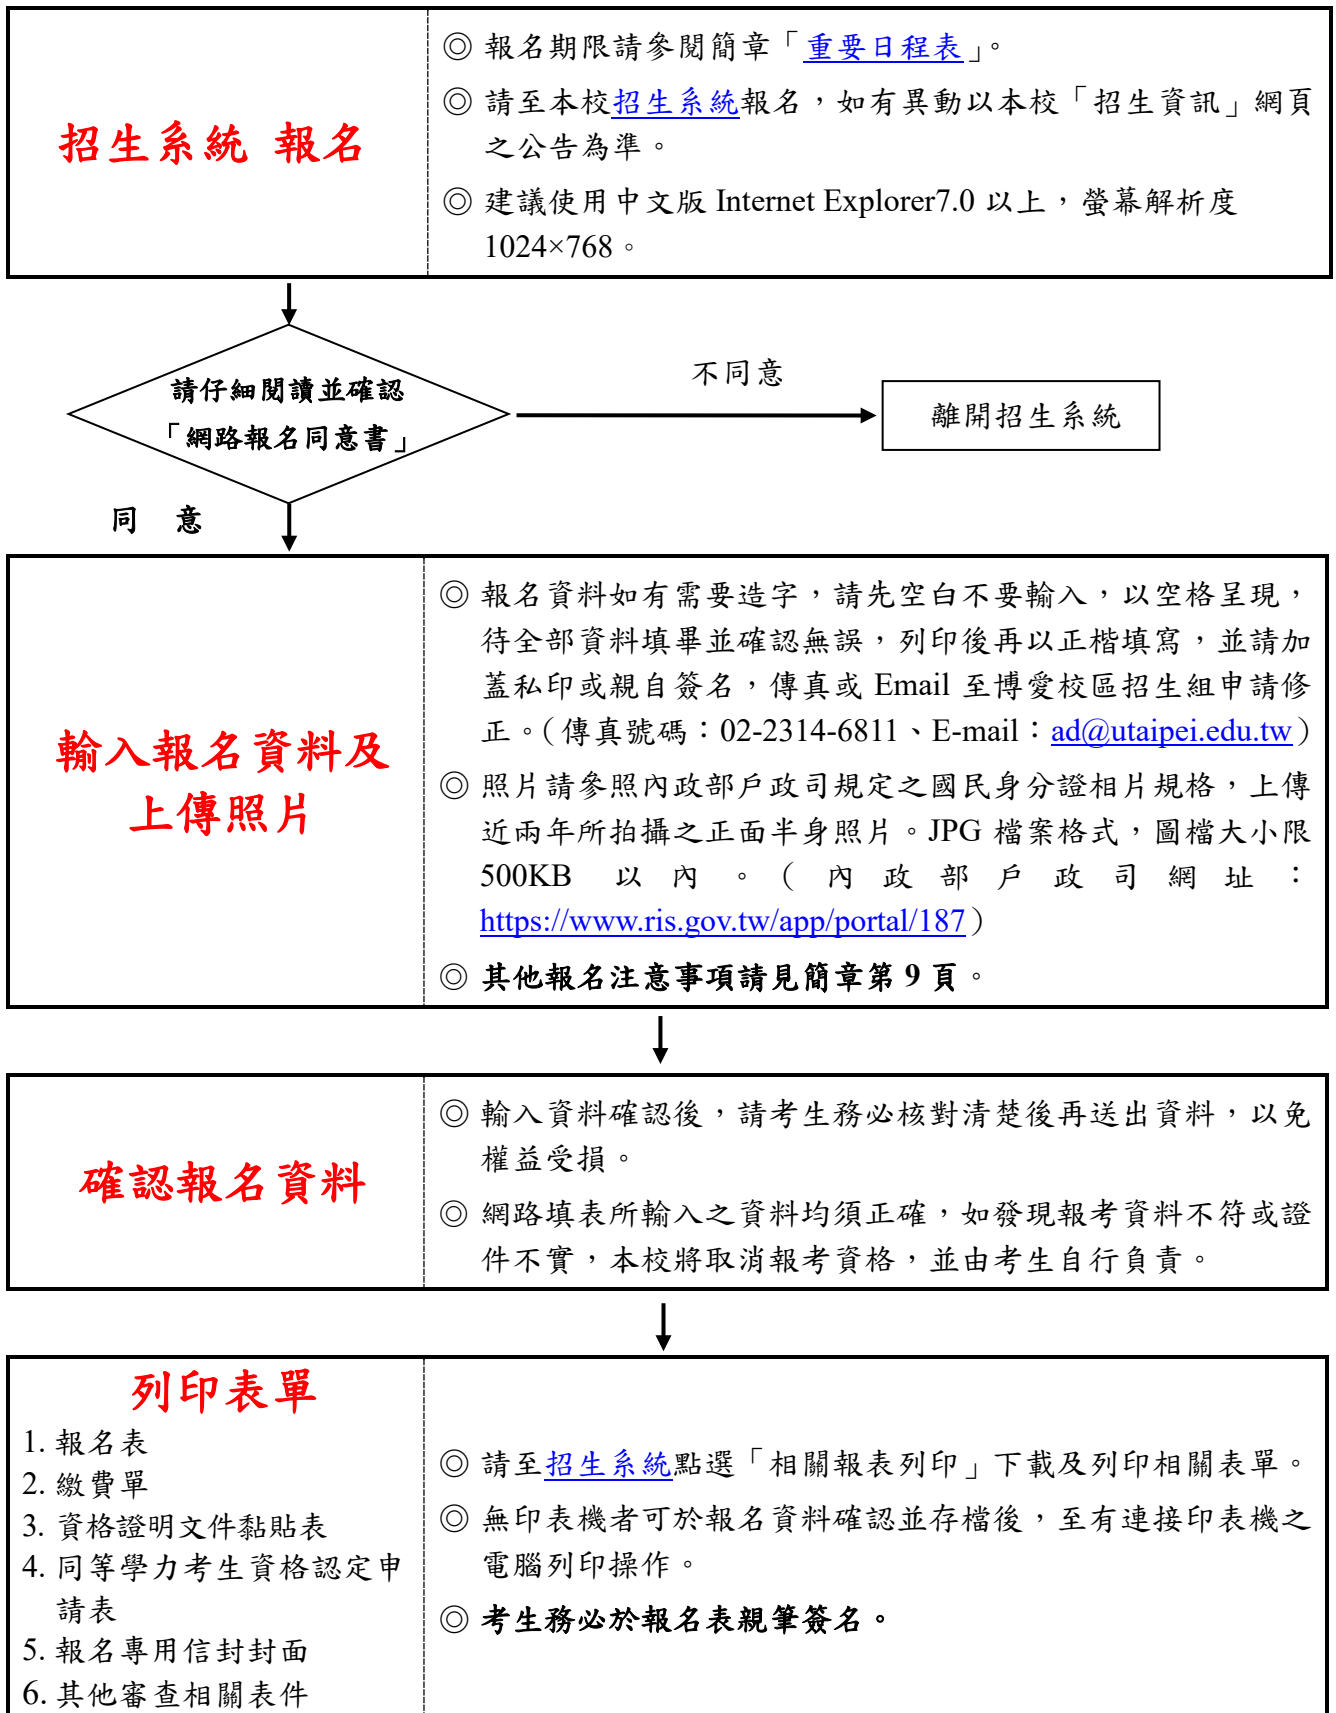 招生系統 報名
◎ 報名期限請參閱簡章「重要日程表」。
◎ 請至本校招生系統報名，如有異動以本校「招生資訊」網頁
之公告為準。
◎ 建議使用中文版 Internet Explorer7.0 以上，螢幕解析度
1024×768。
請仔細閱讀並確認
「網路報名同意書」
不同意
離開招生系統
同 意
輸入報名資料及
上傳照片
◎ 報名資料如有需要造字，請先空白不要輸入，以空格呈現，
待全部資料填畢並確認無誤，列印後再以正楷填寫，並請加
蓋私印或親自簽名，傳真或 Email 至博愛校區招生組申請修
正。（傳真號碼：02-2314-6811、E-mail：ad@utaipei.edu.tw）
◎ 照片請參照內政部戶政司規定之國民身分證相片規格，上傳
近兩年所拍攝之正面半身照片。JPG 檔案格式，圖檔大小限
500KB 以內。（內政部戶政司網址：
https://www.ris.gov.tw/app/portal/187）
◎ 其他報名注意事項請見簡章第 9 頁。
確認報名資料
◎ 輸入資料確認後，請考生務必核對清楚後再送出資料，以免
權益受損。
◎ 網路填表所輸入之資料均須正確，如發現報考資料不符或證
件不實，本校將取消報考資格，並由考生自行負責。
列印表單
1. 報名表
2. 繳費單
3. 資格證明文件黏貼表
4. 同等學力考生資格認定申
請表
5. 報名專用信封封面
6. 其他審查相關表件
◎ 請至招生系統點選「相關報表列印」下載及列印相關表單。
◎ 無印表機者可於報名資料確認並存檔後，至有連接印表機之
電腦列印操作。
◎ 考生務必於報名表親筆簽名。